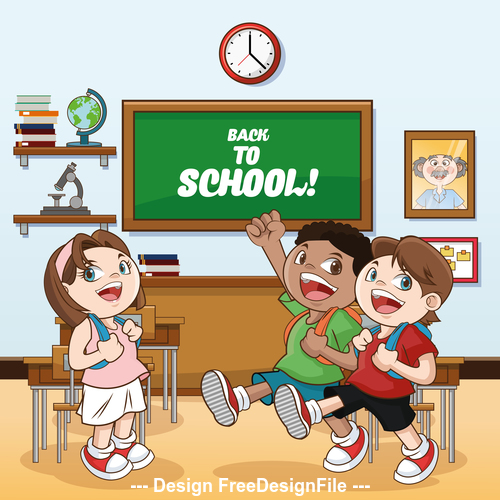 BACK
TO
SCHOOL!
--- Design FreeDesignFile ---